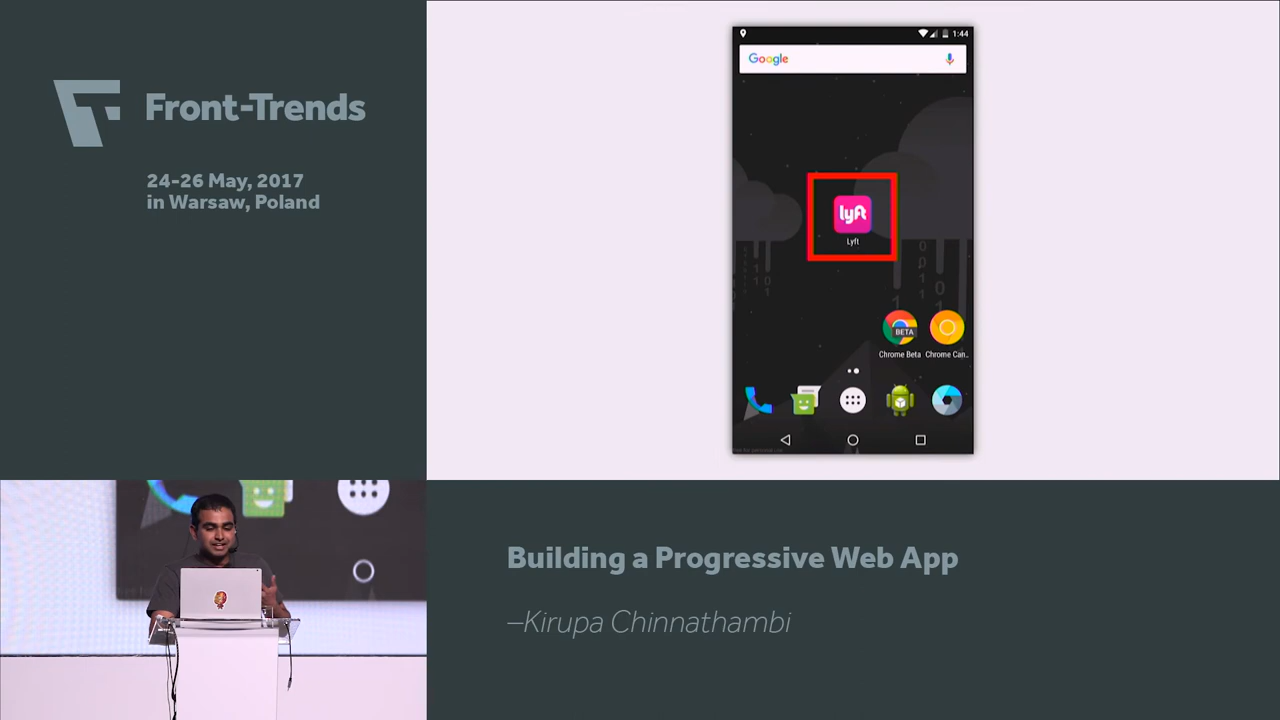 Front-Trends
24-26 May, 2017
in Warsaw, Poland
1:44
Google
lyft
Lyft
BETA
Chrome Beta
Chrome Can..
Building a Progressive Web App
–Kirupa Chinnathambi